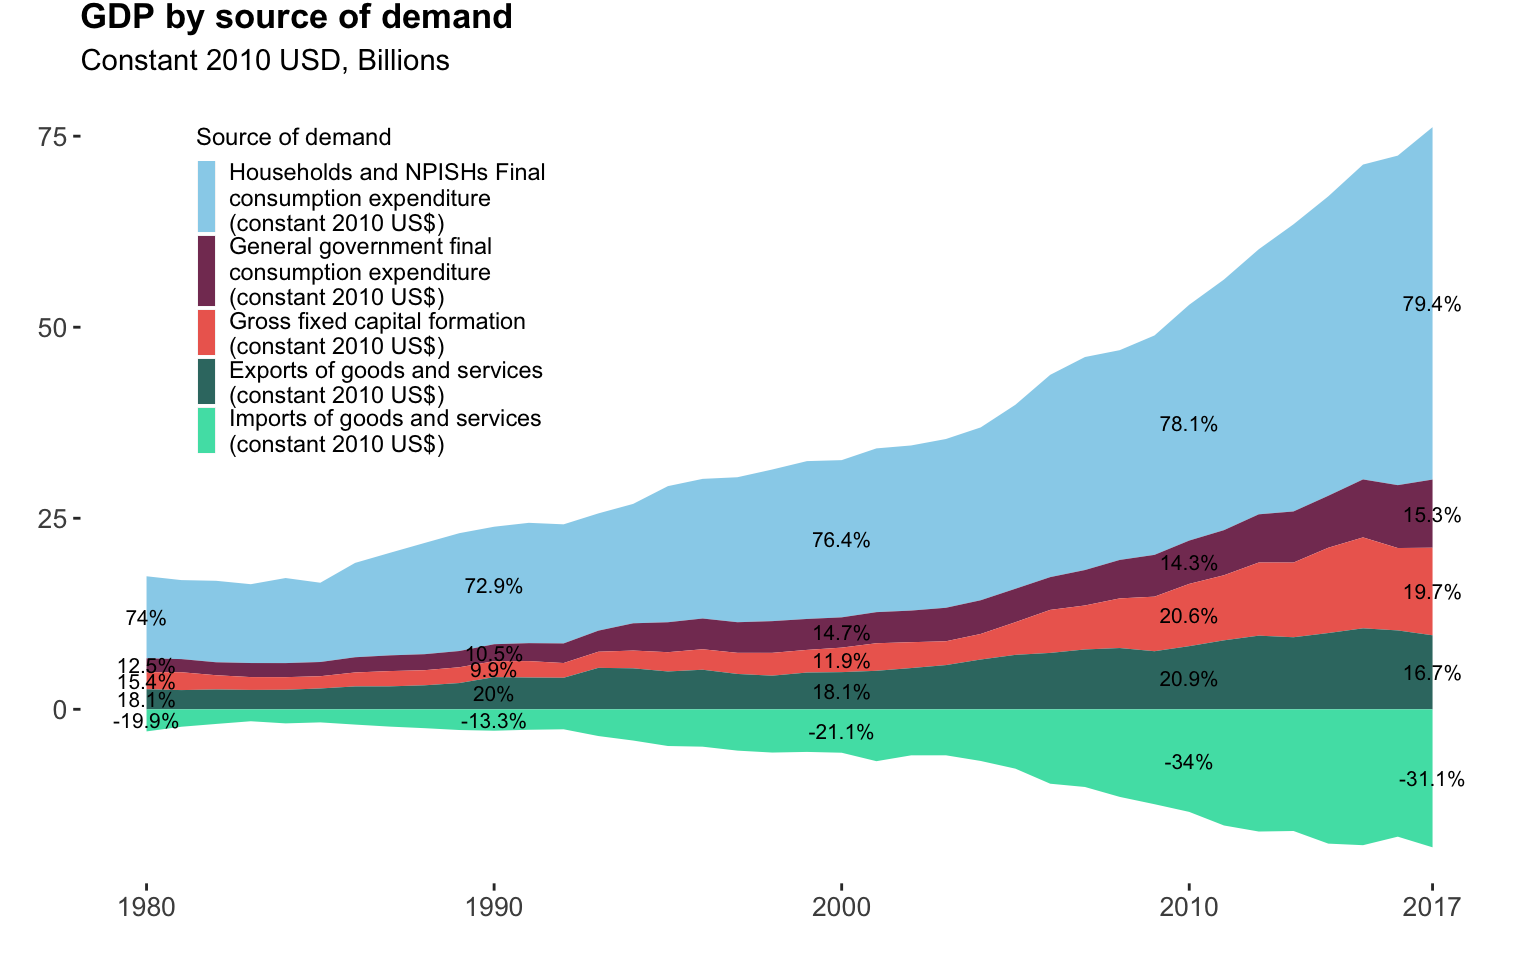 GDP by source of demand
Constant 2010 USD, Billions
Source of demand
Households and NPISHs Final
consumption expenditure
(constant 2010 US$)
General government final
consumption expenditure
(constant 2010 US$)
Gross fixed capital formation
(constant 2010 US$)
Exports of goods and services
(constant 2010 US$)
Imports of goods and services
(constant 2010 US$)
75
50
25
0
74%
12.5%
15.4%
18.1%
-19.9%
72.9%
10.5%
9.9%
20%
-13.3%
76.4%
14.7%
11.9%
18.1%
-21.1%
78.1%
14.3%
20.6%
20.9%
-34%
79.4%
15.3%
19.7%
16.7%
-31.1%
1980
1990
2000
2010
2017